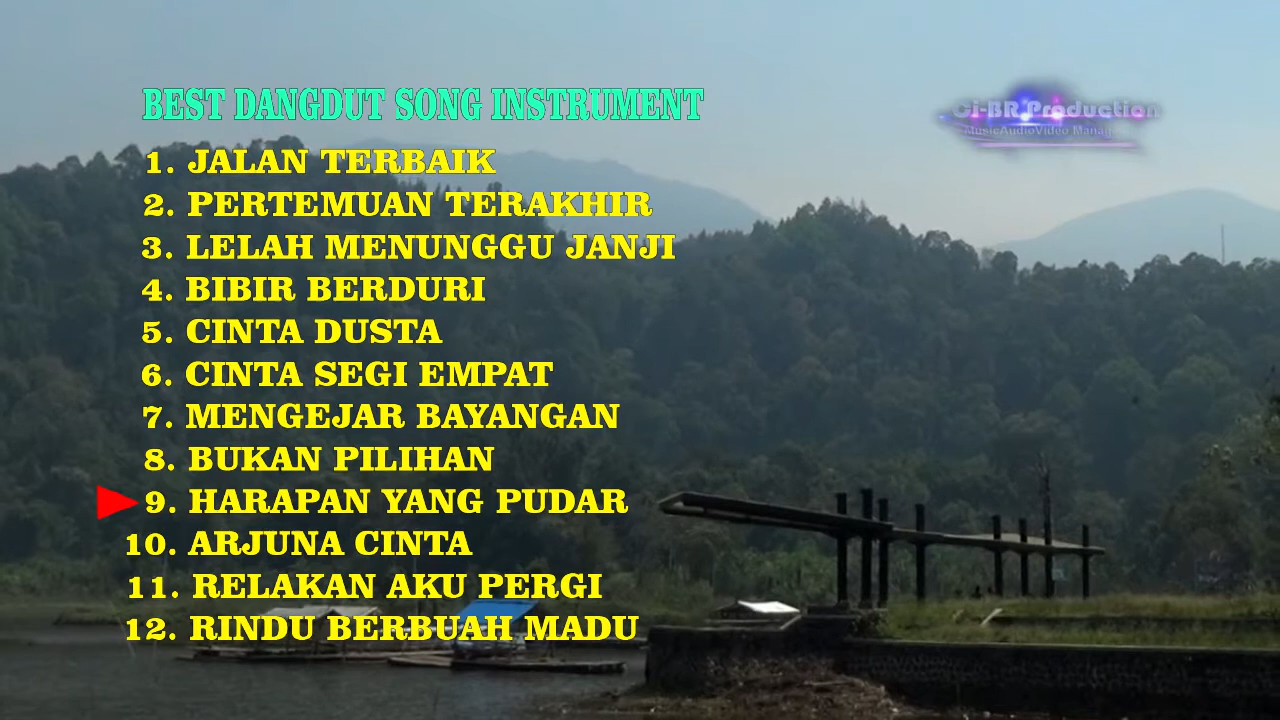 BEST DANGDUT SONG INSTRUMENT
Ci-BR Production
MusicAudioVideo
1. JALAN TERBAIK
2. PERTEMUAN TERAKHIR
3. LELAH MENUNGGU JANJI
4. BIBIR BERDURI
5. CINTA DUSTA
6. CINTA SEGI EMPAT
7. MENGEJAR BAYANGAN
8. BUKAN PILIHAN
9. HARAPAN YANG PUDAR
10. ARJUNA CINTA
11. RELAKAN AKU PERGI
12. RINDU BERBUAH MADU